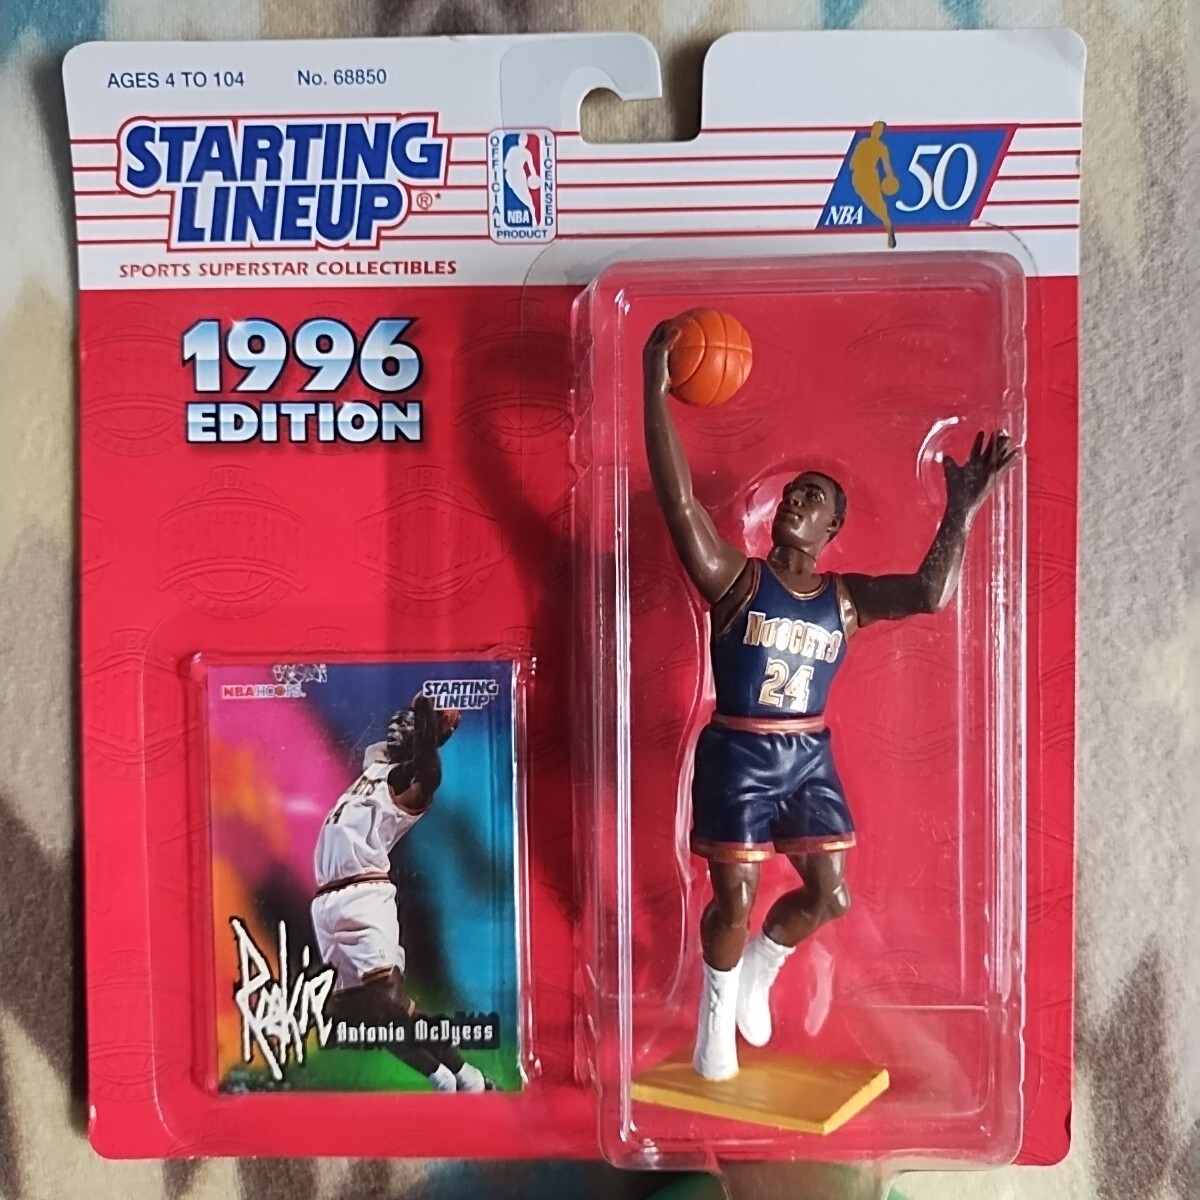 AGES 4 TO 104 No. 68850
STARTING
LINEUP®*
SPORTS SUPERSTAR COLLECTIBLES
OFFICIAL
LICENSED
NBA
PRODUCT
NBA 50
1996
EDITION
NUGGETS
24
NBA HOOPS
STARTING
LINEUP
Rookie
Antonio McDyess